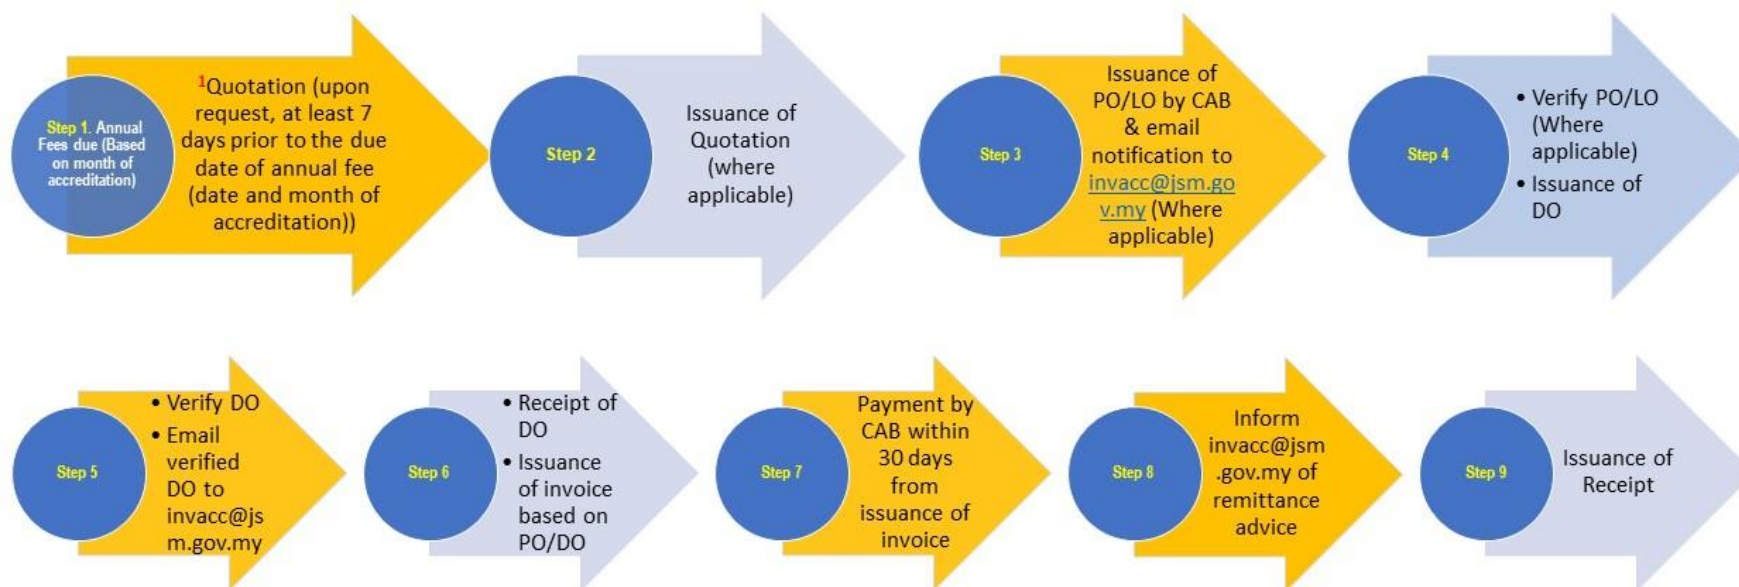 Step 1. Annual
Fees due (Based
on month of
accreditation)
1Quotation (upon
request, at least 7
days prior to the due
date of annual fee
(date and month of
accreditation))
Step 2
Issuance of
Quotation
(where
applicable)
Step 3
Issuance of
PO/LO by CAB
& email
notification to
invacc@jsm.go
v.my (Where
applicable)
Step 4
• Verify PO/LO
(Where
applicable)
• Issuance of
DO
Step 5
• Verify DO
• Email
verified
DO to
invacc@js
m.gov.my
Step 6
• Receipt of
DO
• Issuance
of invoice
based on
PO/DO
Step 7
Payment by
CAB within
30 days
from
issuance of
invoice
Step 8
Inform
invacc@jsm
.gov.my of
remittance
advice
Step 9
Issuance of
Receipt